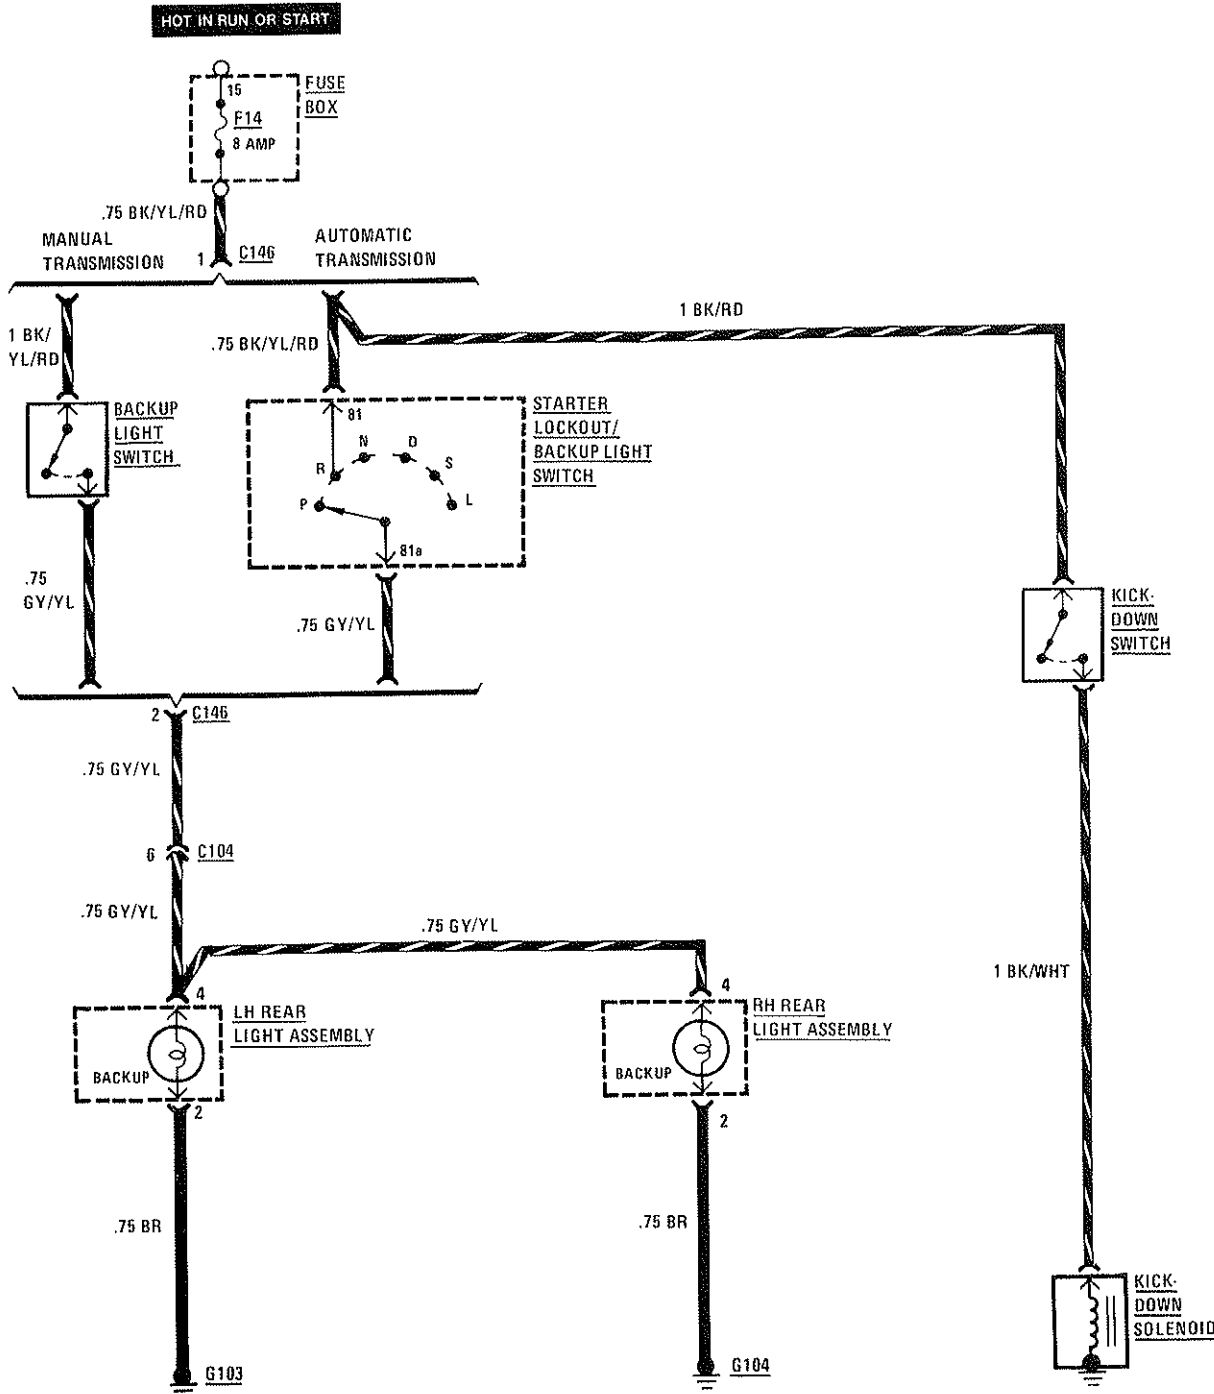 HOT IN RUN OR START
15
F14
8 AMP
FUSE
BOX
.75 BK/YL/RD
MANUAL
TRANSMISSION
1
C146
AUTOMATIC
TRANSMISSION
1 BK/
YL/RD
.75 BK/YL/RD
1 BK/RD
BACKUP
LIGHT
SWITCH
81
N
D
R
S
P
L
81a
STARTER
LOCKOUT/
BACKUP LIGHT
SWITCH
.75
GY/YL
.75 GY/YL
KICK-
DOWN
SWITCH
2
C146
.75 GY/YL
6
C104
.75 GY/YL
.75 GY/YL
1 BK/WHT
4
LH REAR
LIGHT ASSEMBLY
BACKUP
2
4
RH REAR
LIGHT ASSEMBLY
BACKUP
2
.75 BR
.75 BR
KICK-
DOWN
SOLENOID
G103
G104